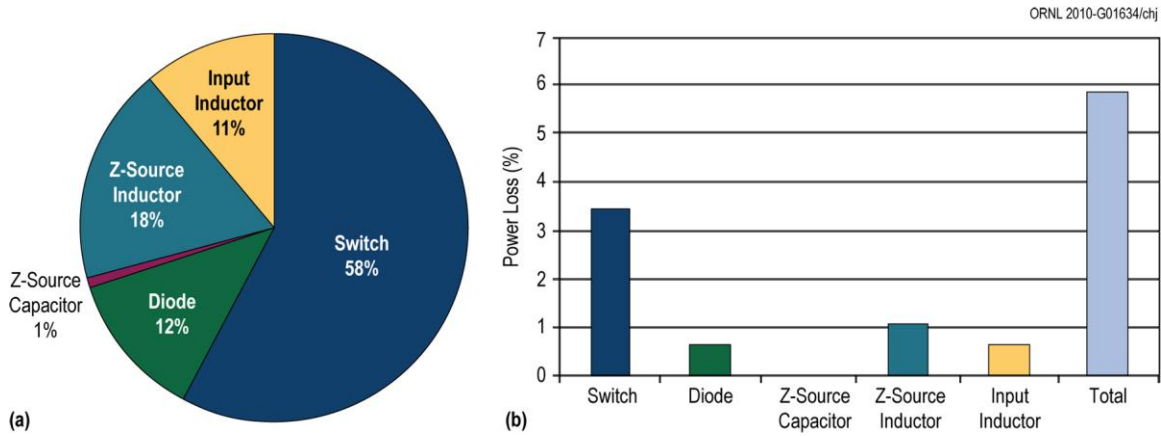 ORNL 2010-G01634/chj
Input
Inductor
11%
Z-Source
Inductor
18%
Switch
58%
Z-Source
Capacitor
1%
Diode
12%
(a)
Power Loss (%)
7
6
5
4
3
2
1
0
Switch
Diode
Z-Source
Capacitor
Z-Source
Inductor
Input
Inductor
Total
(b)